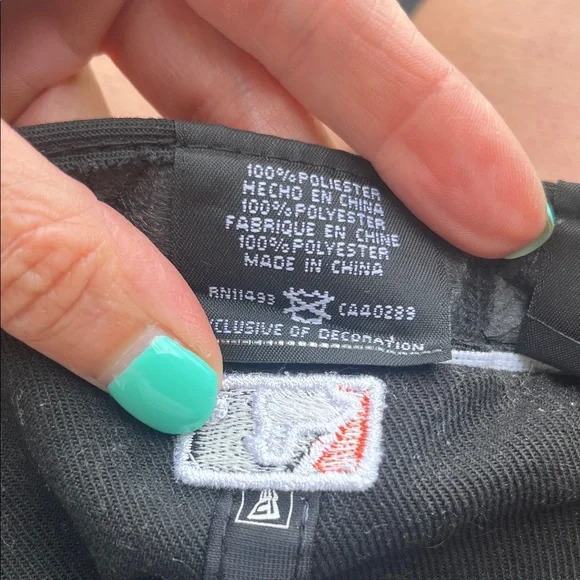 100% POLIESTER
HECHO EN CHINA
100% POLYESTER
FABRIQUE EN CHINE
100% POLYESTER
MADE IN CHINA
RN11493 CA40289
XCLUSIVE OF DECORATION